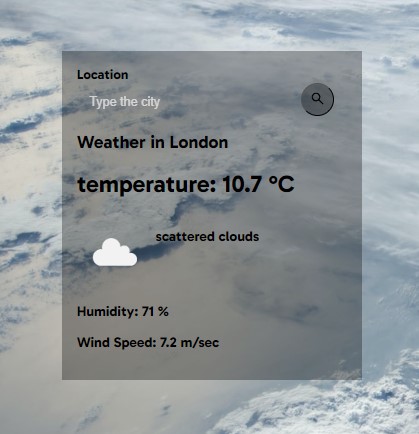 Location
Type the city
Weather in London
temperature: 10.7 °C
scattered clouds
Humidity: 71 %
Wind Speed: 7.2 m/sec